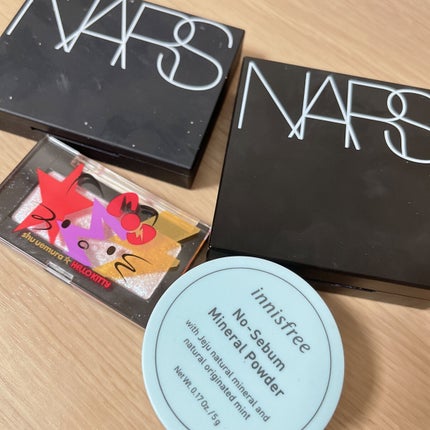 NARS
NARS
shu uemura ☆ HELLO KITTY
innisfree
No-Sebum
Mineral Powder
with Jeju natural mineral and
natural originated mint
Net Wt. 0.17 Oz. / 5 g